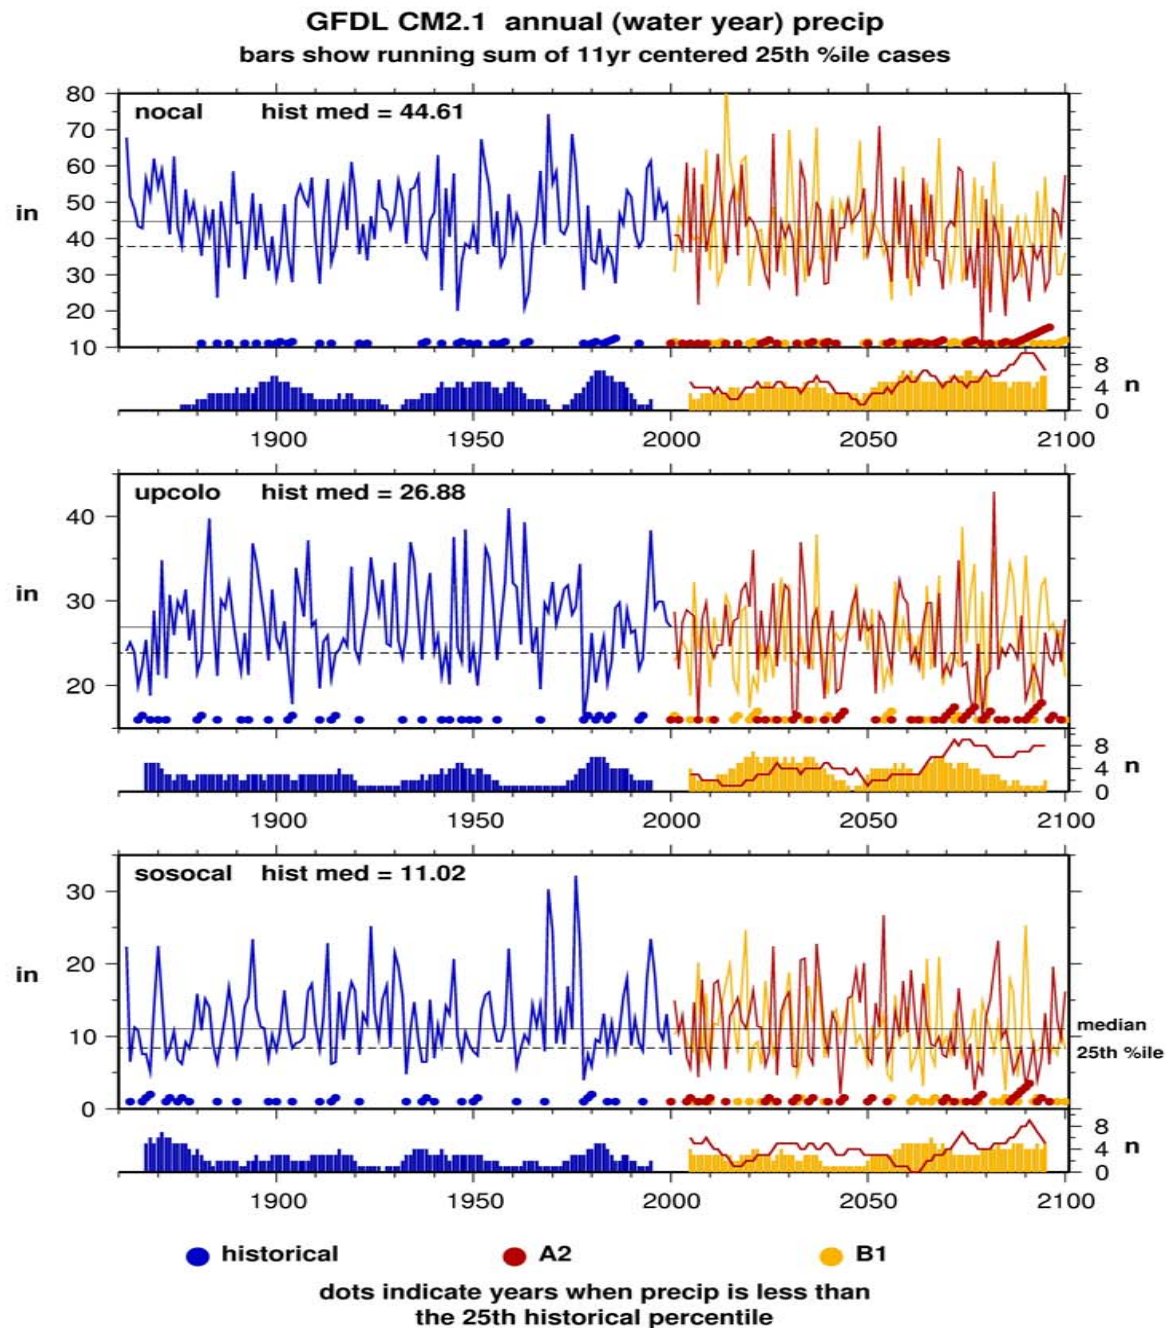 GFDL CM2.1 annual (water year) precip
bars show running sum of 11yr centered 25th %ile cases
nocal hist med = 44.61
80
70
60
50
40
30
20
10
in
8
4
0
n
1900 1950 2000 2050 2100
upcolo hist med = 26.88
40
30
20
in
8
4
0
n
1900 1950 2000 2050 2100
sosocal hist med = 11.02
30
20
10
0
in
median
25th %ile
8
4
0
n
1900 1950 2000 2050 2100
historical A2 B1
dots indicate years when precip is less than
the 25th historical percentile